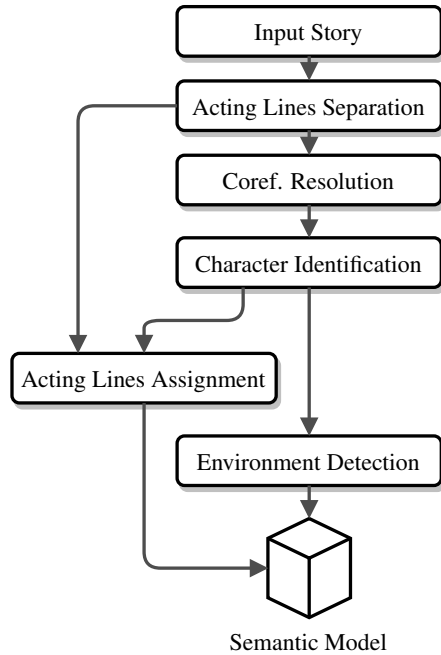 Input Story
Acting Lines Separation
Coref. Resolution
Character Identification
Acting Lines Assignment
Environment Detection
Semantic Model